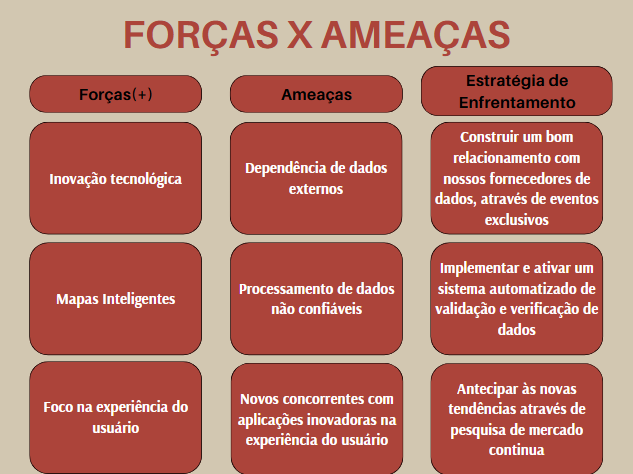 FORÇAS X AMEAÇAS
Forças(+)
Ameaças
Estratégia de
Enfrentamento
Inovação tecnológica
Dependência de dados
externos
Construir um bom
relacionamento com
nossos fornecedores de
dados, através de eventos
exclusivos
Mapas Inteligentes
Processamento de dados
não confiáveis
Implementar e ativar um
sistema automatizado de
validação e verificação de
dados
Foco na experiência do
usuário
Novos concorrentes com
aplicações inovadoras na
experiência do usuário
Antecipar às novas
tendências através de
pesquisa de mercado
continua